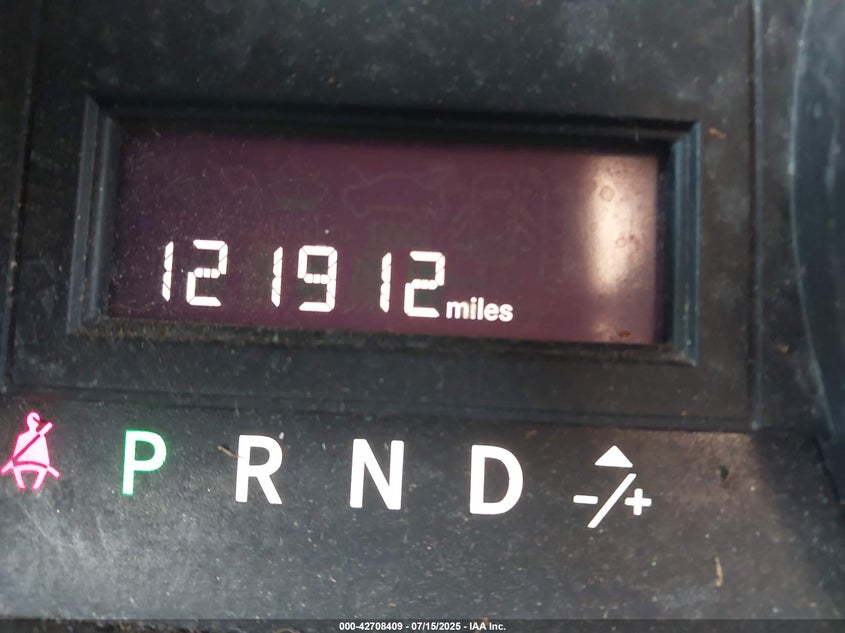 121912 miles
P R N D -/+
000-42708409 - 07/15/2025 - IAA Inc.